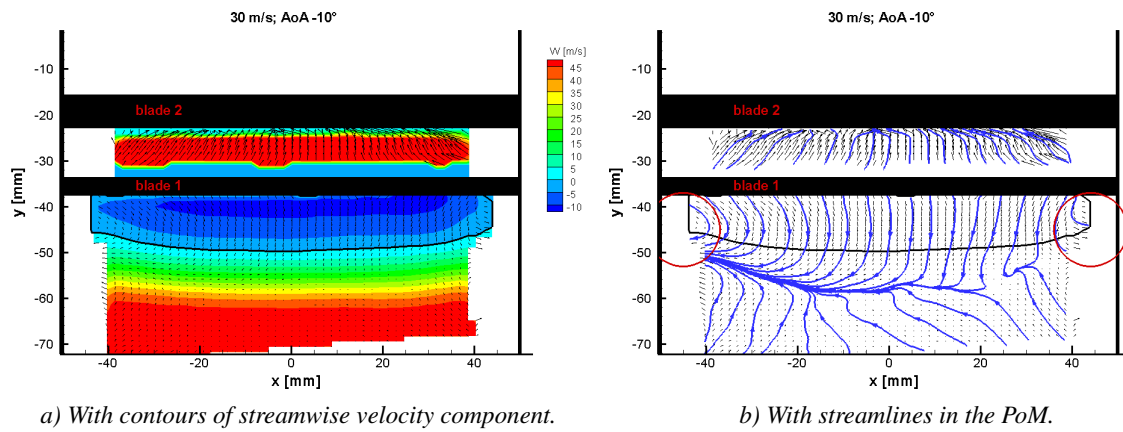 30 m/s; AoA -10°
W [m/s]
45
40
35
30
25
20
15
10
5
0
-5
-10
y [mm]
-10
-20
-30
-40
-50
-60
-70
blade 2
blade 1
-40 -20 0 20 40
x [mm]
a) With contours of streamwise velocity component.
30 m/s; AoA -10°
y [mm]
-10
-20
-30
-40
-50
-60
-70
blade 2
blade 1
-40 -20 0 20 40
x [mm]
b) With streamlines in the PoM.